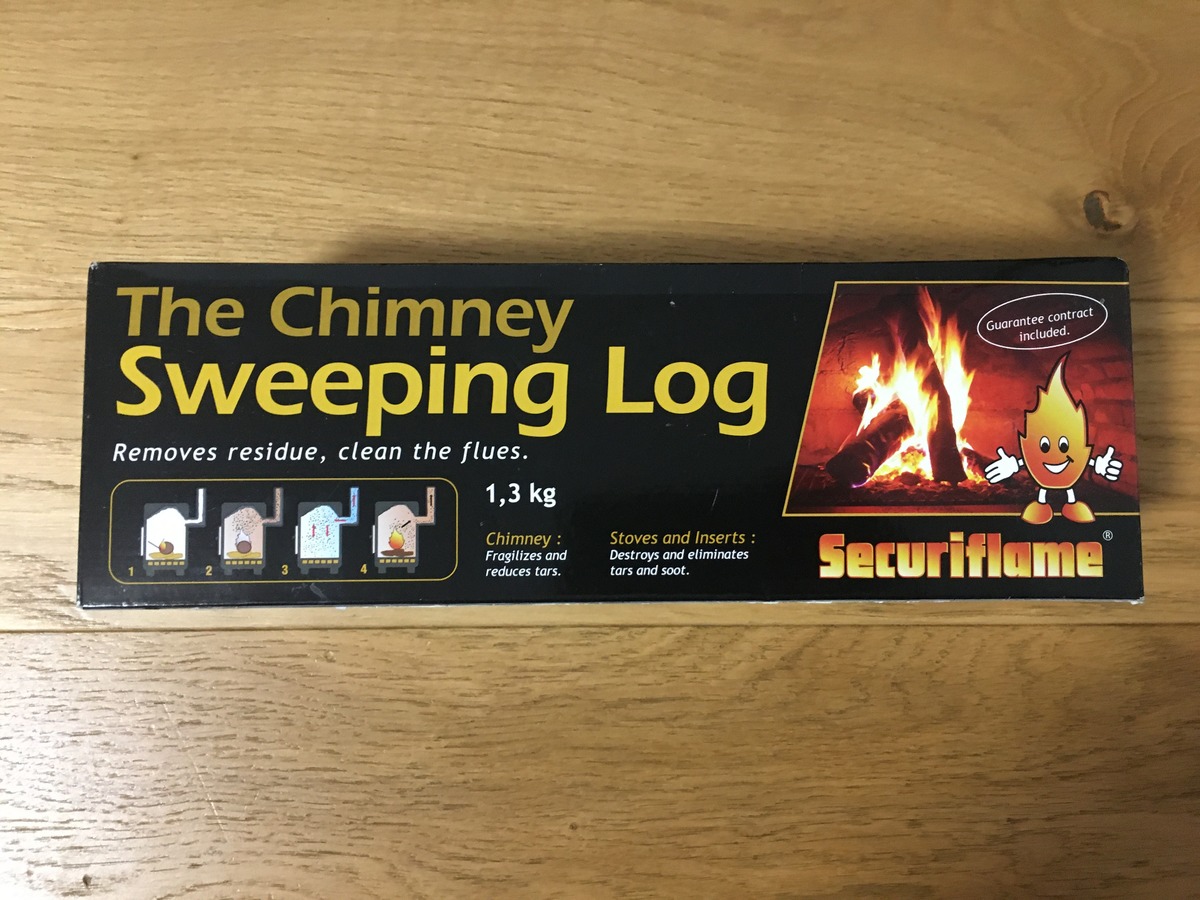 The Chimney
Sweeping Log
Removes residue, clean the flues.
1
2
3
4
1,3 kg
Chimney :
Fragilizes and
reduces tars.
Stoves and Inserts :
Destroys and eliminates
tars and soot.
Guarantee contract
included.
Securiflame®